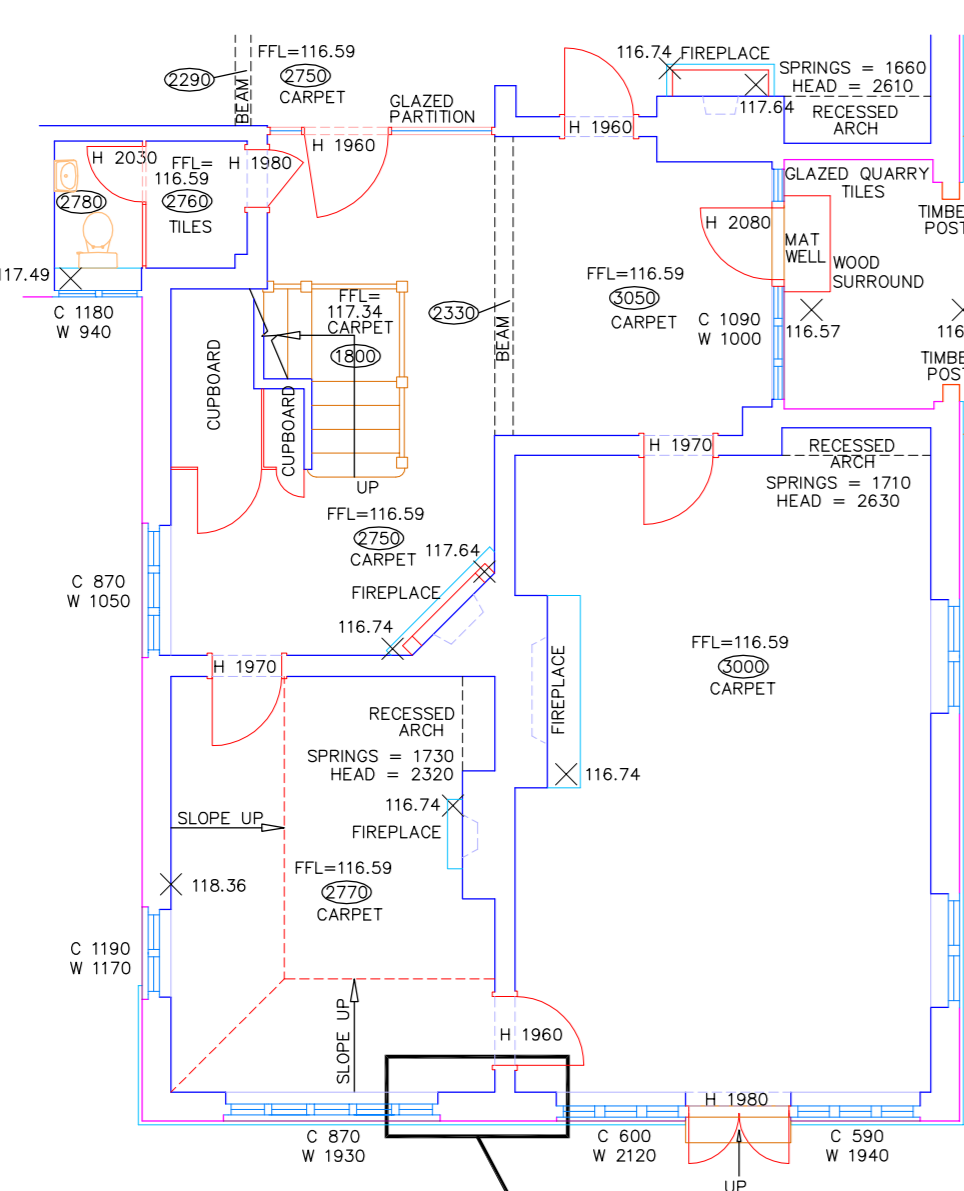 FFL=116.59
2290
2750
CARPET
BEAM
GLAZED
PARTITION
H 1960
116.74
FIREPLACE
117.64
SPRINGS = 1660
HEAD = 2610
RECESSED
ARCH
H 1960
H 2030
FFL=
116.59
2760
TILES
H 1980
2780
117.49
C 1180
W 940
GLAZED QUARRY
TILES
H 2080
MAT
WELL
WOOD
SURROUND
116.57
116
TIMBE
POST
TIMBE
POST
FFL=116.59
3050
CARPET
C 1090
W 1000
2330
BEAM
FFL=
117.34
CARPET
1800
CUPBOARD
CUPBOARD
UP
H 1970
RECESSED
ARCH
SPRINGS = 1710
HEAD = 2630
FFL=116.59
2750
CARPET
117.64
FIREPLACE
116.74
C 870
W 1050
H 1970
FFL=116.59
3000
CARPET
FIREPLACE
116.74
RECESSED
ARCH
SPRINGS = 1730
HEAD = 2320
116.74
FIREPLACE
SLOPE UP
FFL=116.59
2770
CARPET
118.36
C 1190
W 1170
SLOPE UP
H 1960
H 1980
C 870
W 1930
C 600
W 2120
C 590
W 1940
UP